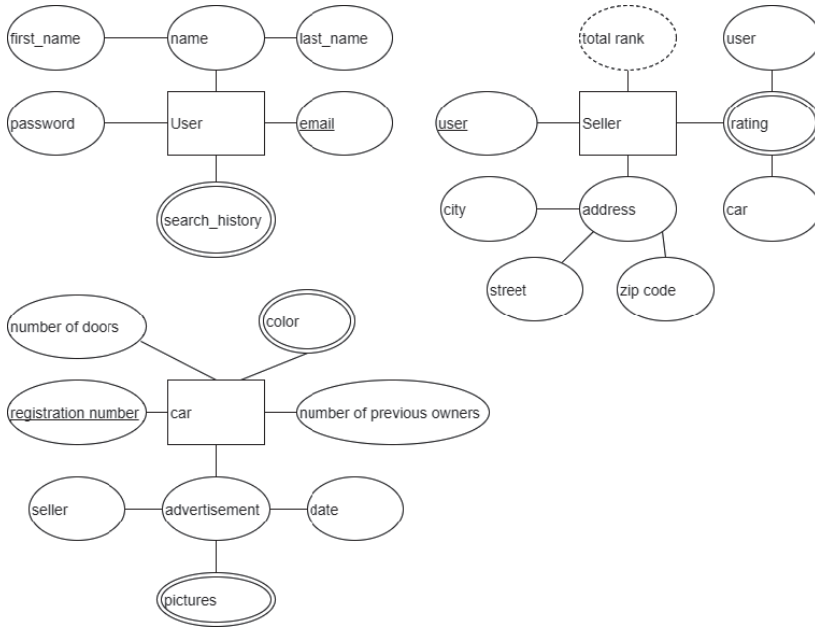 first_name
name
last_name
total rank
user
password
User
email
user
Seller
rating
search_history
city
address
car
street
zip code
number of doors
color
registration number
car
number of previous owners
seller
advertisement
date
pictures